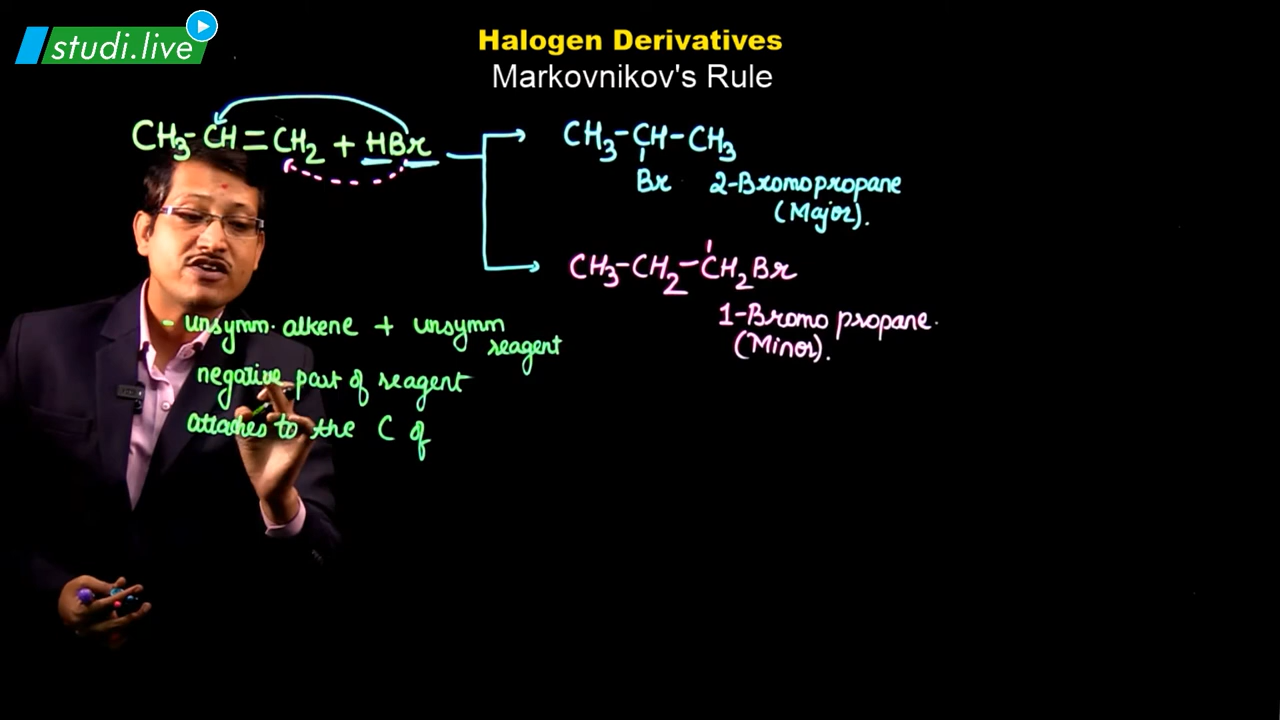 studi.live
Halogen Derivatives
Markovnikov's Rule
CH3-CH=CH2 + HBr
CH3-CH-CH3
Br 2-Bromopropane
(Major).
CH3-CH2-CH2Br
1-Bromo propane.
(Minor).
- unsymm. alkene + unsymm
reagent
negative part of reagent
attaches to the C of